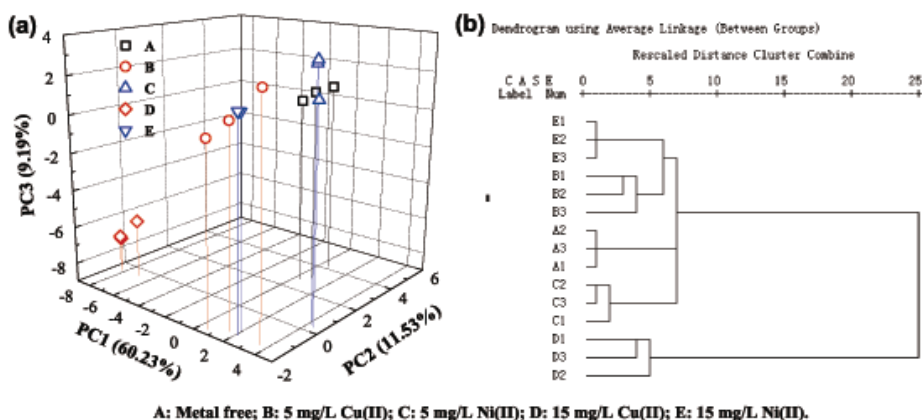 (a)
4
2
0
-2
-4
-6
-8
PC3 (9.19%)
A
B
C
D
E
-8
-6
-4
-2
0
2
4
PC1 (60.23%)
-2
0
2
4
6
PC2 (11.53%)
(b) Dendrogram using Average Linkage (Between Groups)
Rescaled Distance Cluster Combine
C A S E 0 5 10 15 20 25
Label Num
E1
E2
E3
B1
B2
B3
A2
A3
A1
C2
C3
C1
D1
D3
D2
A: Metal free; B: 5 mg/L Cu(II); C: 5 mg/L Ni(II); D: 15 mg/L Cu(II); E: 15 mg/L Ni(II).